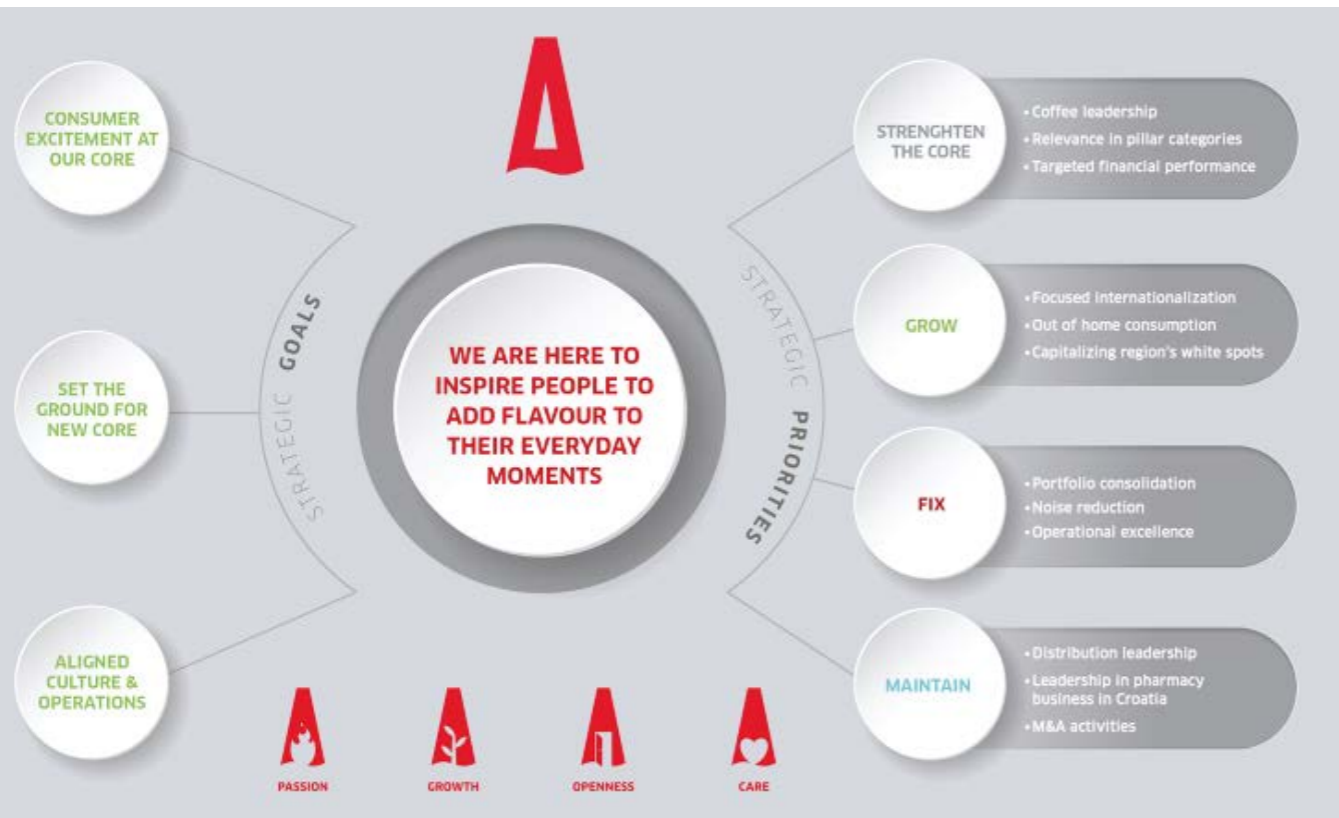 CONSUMER
EXCITEMENT AT
OUR CORE
SET THE
GROUND FOR
NEW CORE
ALIGNED
CULTURE &
OPERATIONS
STRATEGIC GOALS
WE ARE HERE TO
INSPIRE PEOPLE TO
ADD FLAVOUR TO
THEIR EVERYDAY
MOMENTS
STRATEGIC PRIORITIES
STRENGHTEN
THE CORE
• Coffee leadership
• Relevance in pillar categories
• Targeted financial performance
GROW
• Focused internationalization
• Out of home consumption
• Capitalizing region's white spots
FIX
• Portfolio consolidation
• Noise reduction
• Operational excellence
MAINTAIN
• Distribution leadership
• Leadership in pharmacy
business in Croatia
• M&A activities
PASSION
GROWTH
OPENNESS
CARE